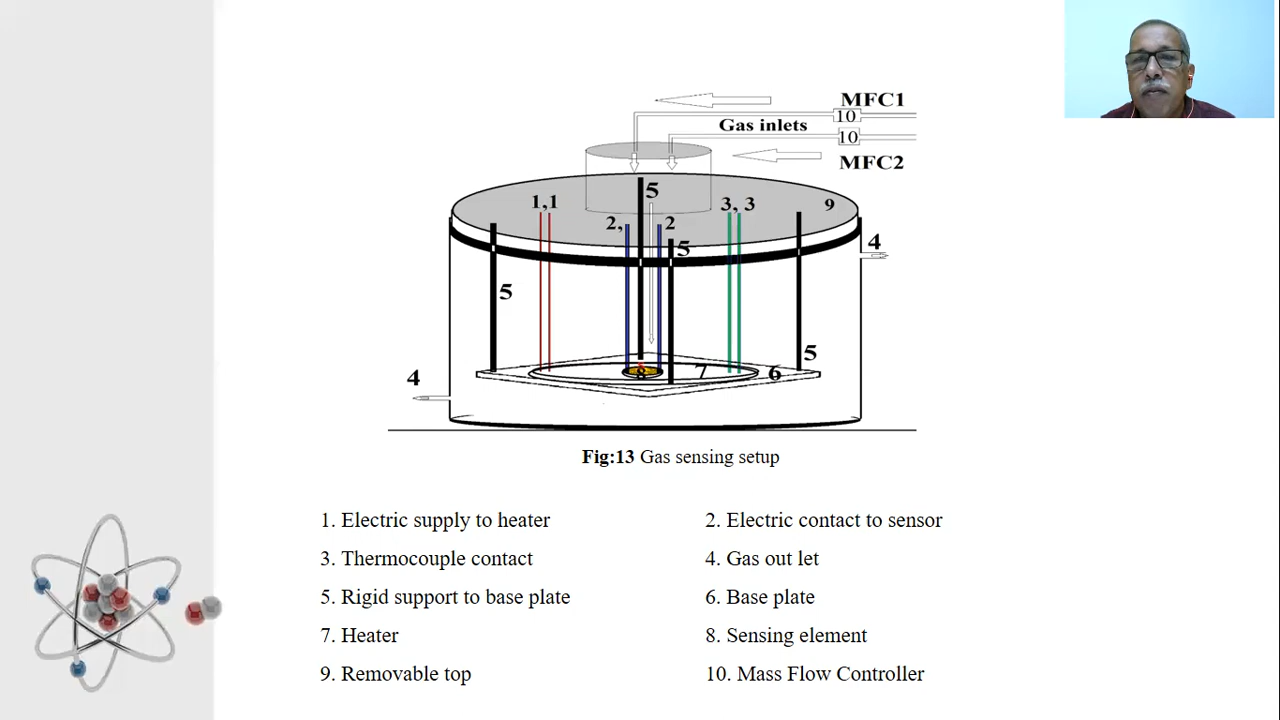 MFC1
10
Gas inlets
10
MFC2
5
1,1
3, 3
9
2,
2
4
5
5
5
4
8
7
6
Fig:13 Gas sensing setup
1. Electric supply to heater
2. Electric contact to sensor
3. Thermocouple contact
4. Gas out let
5. Rigid support to base plate
6. Base plate
7. Heater
8. Sensing element
9. Removable top
10. Mass Flow Controller